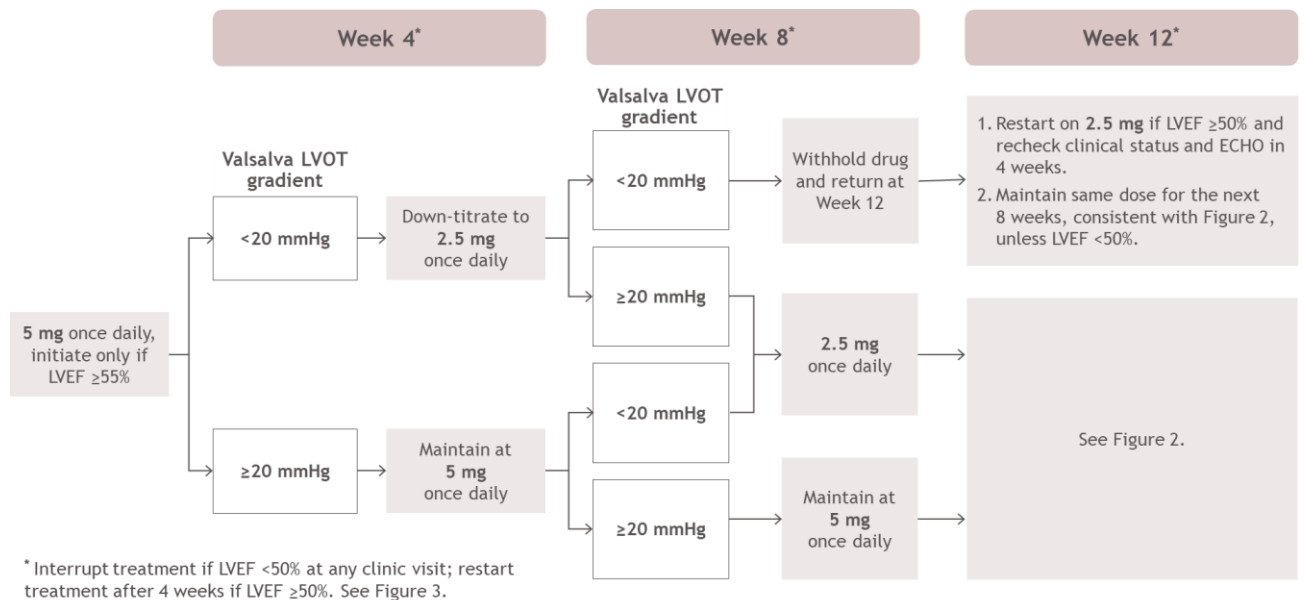 Week 4*
Week 8*
Week 12*
5 mg once daily,
initiate only if
LVEF ≥55%
Valsalva LVOT
gradient
<20 mmHg
Down-titrate to
2.5 mg
once daily
≥20 mmHg
Maintain at
5 mg
once daily
Valsalva LVOT
gradient
<20 mmHg
Withhold drug
and return at
Week 12
≥20 mmHg
<20 mmHg
2.5 mg
once daily
≥20 mmHg
Maintain at
5 mg
once daily
1. Restart on 2.5 mg if LVEF ≥50% and
recheck clinical status and ECHO in
4 weeks.
2. Maintain same dose for the next
8 weeks, consistent with Figure 2,
unless LVEF <50%.
See Figure 2.
* Interrupt treatment if LVEF <50% at any clinic visit; restart
treatment after 4 weeks if LVEF ≥50%. See Figure 3.